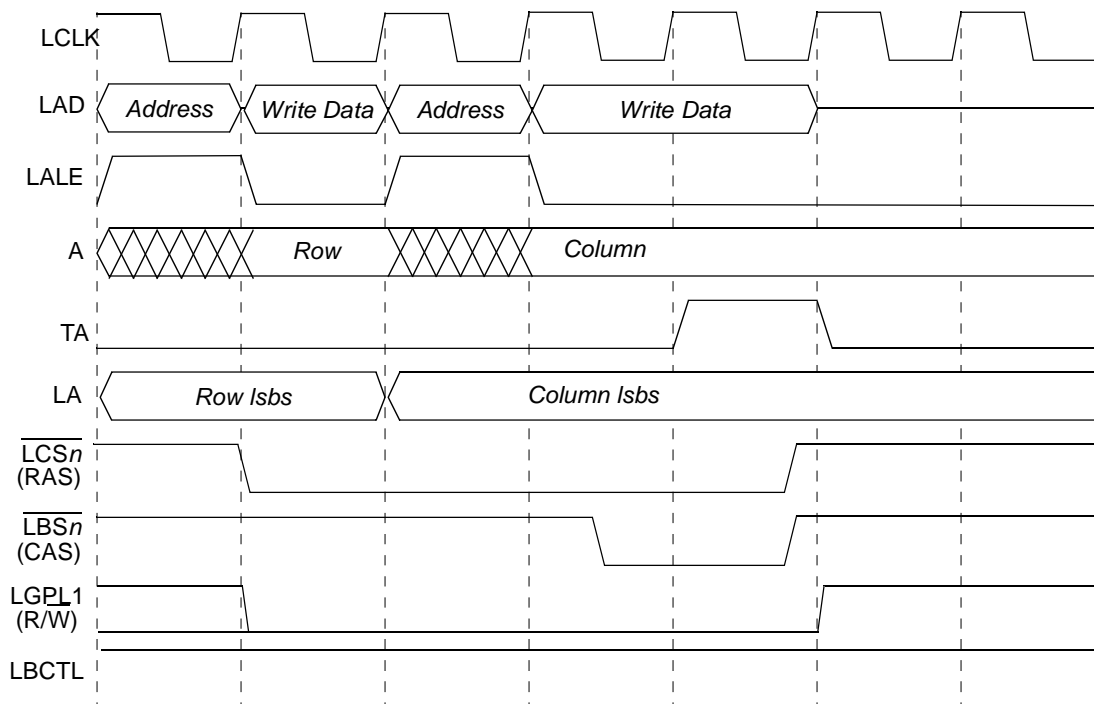 LCLK
LAD Address Write Data Address Write Data
LALE
A Row Column
TA
LA Row lsbs Column lsbs
LCSn
(RAS)
LBSn
(CAS)
LGPL1
(R/W)
LBCTL